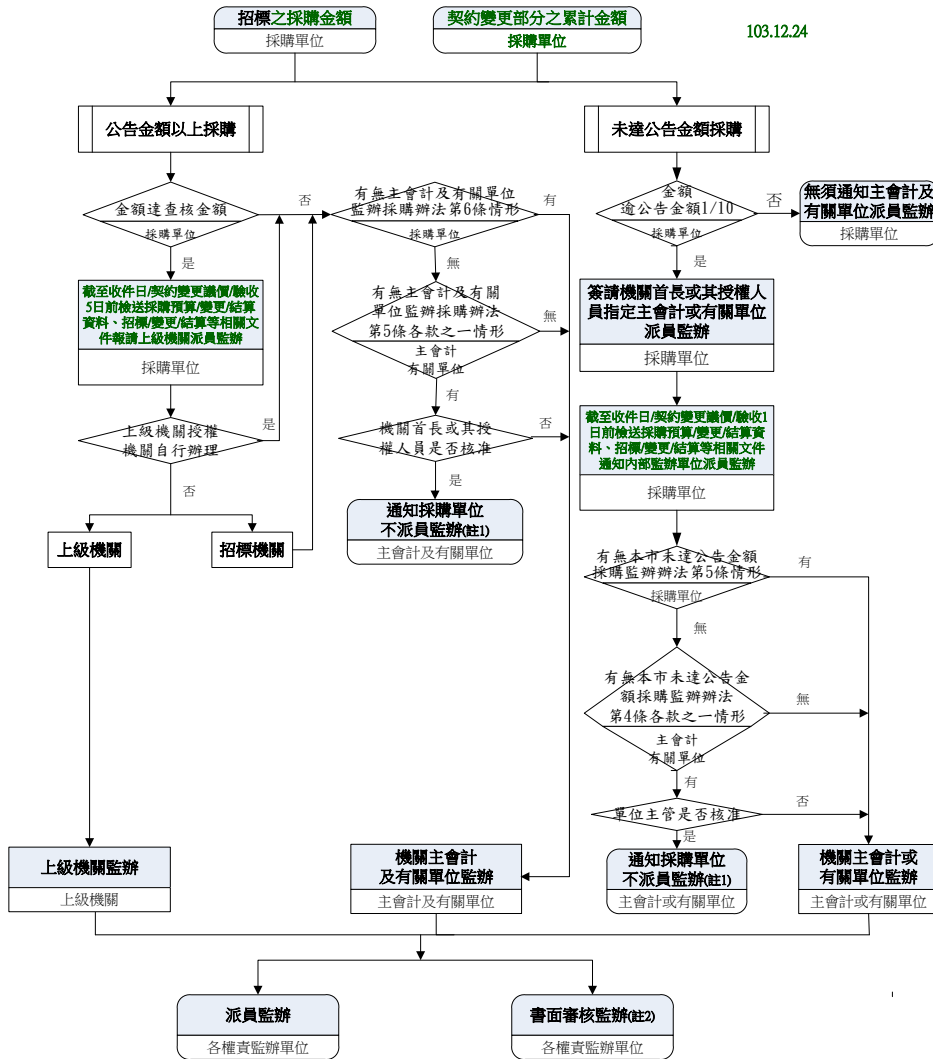 招標之採購金額
採購單位
契約變更部分之累計金額
採購單位
103.12.24
公告金額以上採購
未達公告金額採購
金額達查核金額
採購單位
否
是
有無主會計及有關單位
監辦採購辦法第6條情形
採購單位
有
無
金額
逾公告金額1/10
採購單位
否
是
無須通知主會計及
有關單位派員監辦
採購單位
截至收件日/契約變更議價/驗收
5日前檢送採購預算/變更/結算
資料、招標/變更/結算等相關文
件報請上級機關派員監辦
採購單位
有無主會計及有關
單位監辦採購辦法
第5條各款之一情形
主會計
有關單位
無
有
簽請機關首長或其授權人
員指定主會計或有關單位
派員監辦
採購單位
上級機關授權
機關自行辦理
是
否
機關首長或其授
權人員是否核准
否
是
截至收件日/契約變更議價/驗收1
日前檢送採購預算/變更/結算資
料、招標/變更/結算等相關文件
通知內部監辦單位派員監辦
採購單位
上級機關
招標機關
通知採購單位
不派員監辦(註1)
主會計及有關單位
有無本市未達公告金額
採購監辦辦法第5條情形
採購單位
有
無
有無本市未達公告金
額採購監辦辦法
第4條各款之一情形
主會計
有關單位
無
有
單位主管是否核准
否
是
上級機關監辦
上級機關
機關主會計
及有關單位監辦
主會計及有關單位
通知採購單位
不派員監辦(註1)
主會計或有關單位
機關主會計或
有關單位監辦
主會計或有關單位
派員監辦
各權責監辦單位
書面審核監辦(註2)
各權責監辦單位